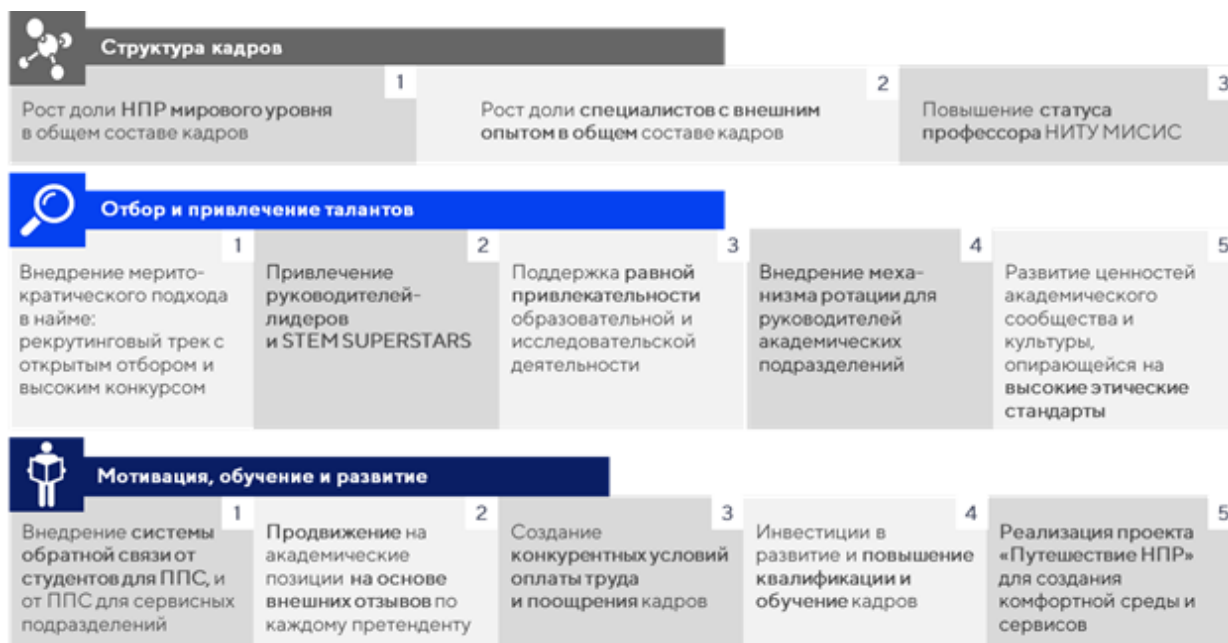 Структура кадров
1
Рост доли НПР мирового уровня
в общем составе кадров
2
Рост доли специалистов с внешним
опытом в общем составе кадров
3
Повышение статуса
профессора НИТУ МИСИС
Отбор и привлечение талантов
1
Внедрение мерито-
кратического подхода
в найме:
рекрутинговый трек с
открытым отбором и
высоким конкурсом
2
Привлечение
руководителей-
лидеров
и STEM SUPERSTARS
3
Поддержка равной
привлекательности
образовательной и
исследовательской
деятельности
4
Внедрение меха-
низма ротации для
руководителей
академических
подразделений
5
Развитие ценностей
академического
сообщества и
культуры,
опирающейся на
высокие этические
стандарты
Мотивация, обучение и развитие
1
Внедрение системы
обратной связи от
студентов для ППС, и
от ППС для сервисных
подразделений
2
Продвижение на
академические
позиции на основе
внешних отзывов по
каждому претенденту
3
Создание
конкурентных условий
оплаты труда
и поощрения кадров
4
Инвестиции в
развитие и повышение
квалификации и
обучение кадров
5
Реализация проекта
«Путешествие НПР»
для создания
комфортной среды и
сервисов